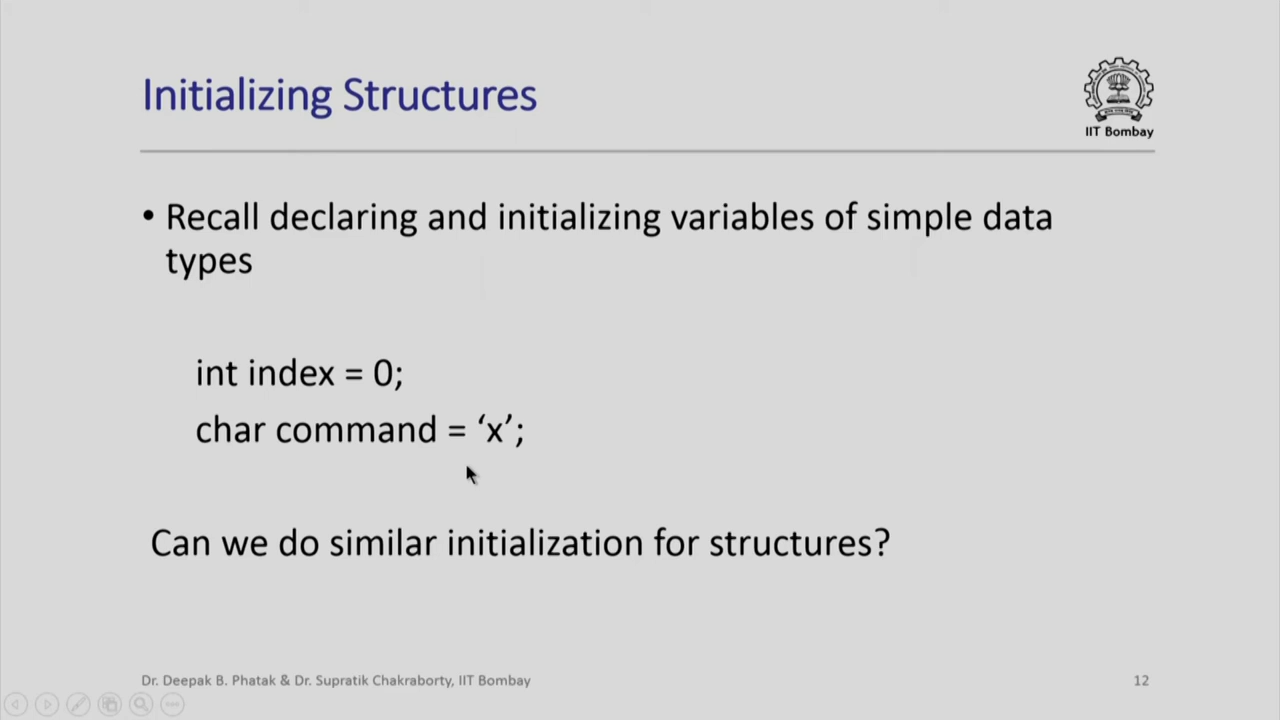 Initializing Structures
IIT Bombay
• Recall declaring and initializing variables of simple data
types
int index = 0;
char command = ‘x’;
Can we do similar initialization for structures?
Dr. Deepak B. Phatak & Dr. Supratik Chakraborty, IIT Bombay
12